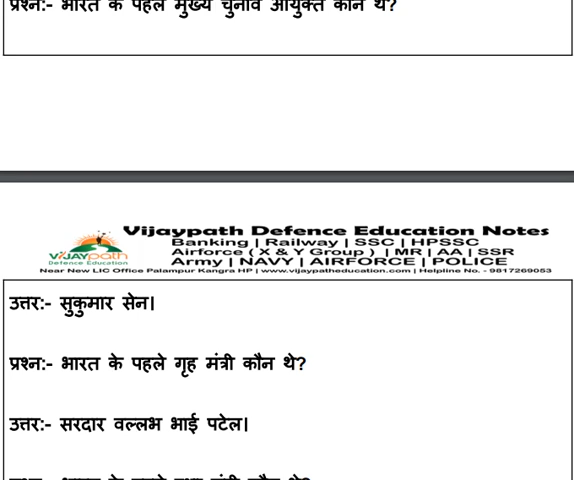 प्रश्न:- भारत के पहले मुख्य चुनाव आयुक्त कौन थे?
Vijaypath Defence Education Notes
Banking | Railway | SSC | HPSSC
Airforce ( X & Y Group ) | MR | AA | SSR
Army | NAVY | AIRFORCE | POLICE
VIJAYpath
Defence Education
Near New LIC Office Palampur Kangra HP | www.vijaypatheducation.com | Helpline No. - 9817269053
उत्तर:- सुकुमार सेन।
प्रश्न:- भारत के पहले गृह मंत्री कौन थे?
उत्तर:- सरदार वल्लभ भाई पटेल।